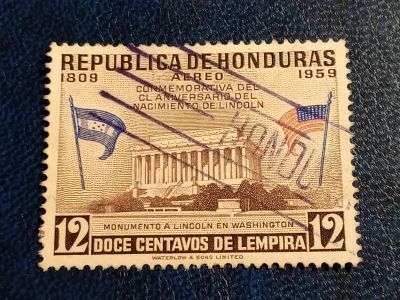 REPUBLICA DE HONDURAS
1809 AEREO 1959
CONMEMORATIVA DEL
CL ANIVERSARIO DEL
NACIMIENTO DE LINCOLN
HONDU
MONUMENTO A LINCOLN EN WASHINGTON
12 DOCE CENTAVOS DE LEMPIRA 12
WATERLOW & SONS LIMITED